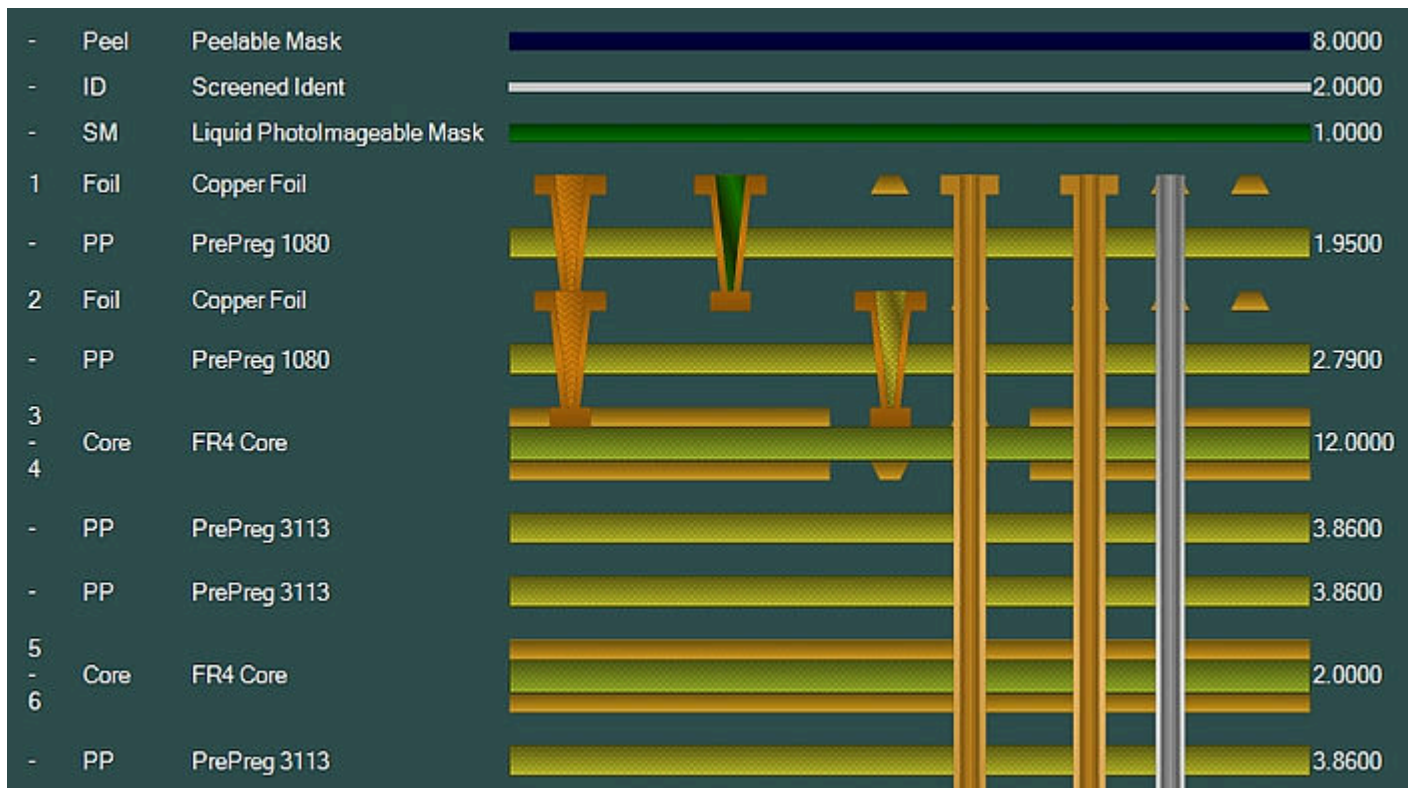 - Peel Peelable Mask 8.0000
- ID Screened Ident 2.0000
- SM Liquid PhotoImageable Mask 1.0000
1 Foil Copper Foil
- PP PrePreg 1080 1.9500
2 Foil Copper Foil
- PP PrePreg 1080 2.7900
3
- Core FR4 Core 12.0000
4
- PP PrePreg 3113 3.8600
- PP PrePreg 3113 3.8600
5
- Core FR4 Core 2.0000
6
- PP PrePreg 3113 3.8600